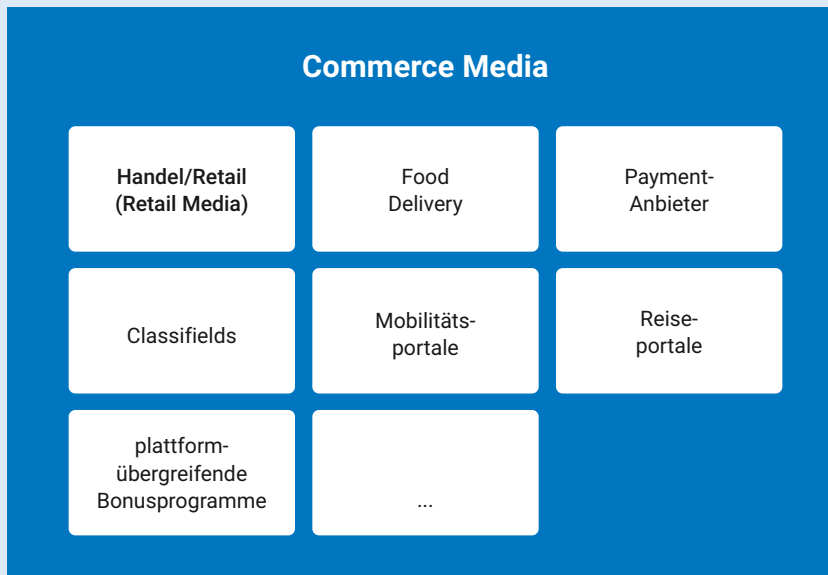 Commerce Media
Handel/Retail
(Retail Media)
Food
Delivery
Payment-
Anbieter
Classifields
Mobilitäts-
portale
Reise-
portale
plattform-
übergreifende
Bonusprogramme
...